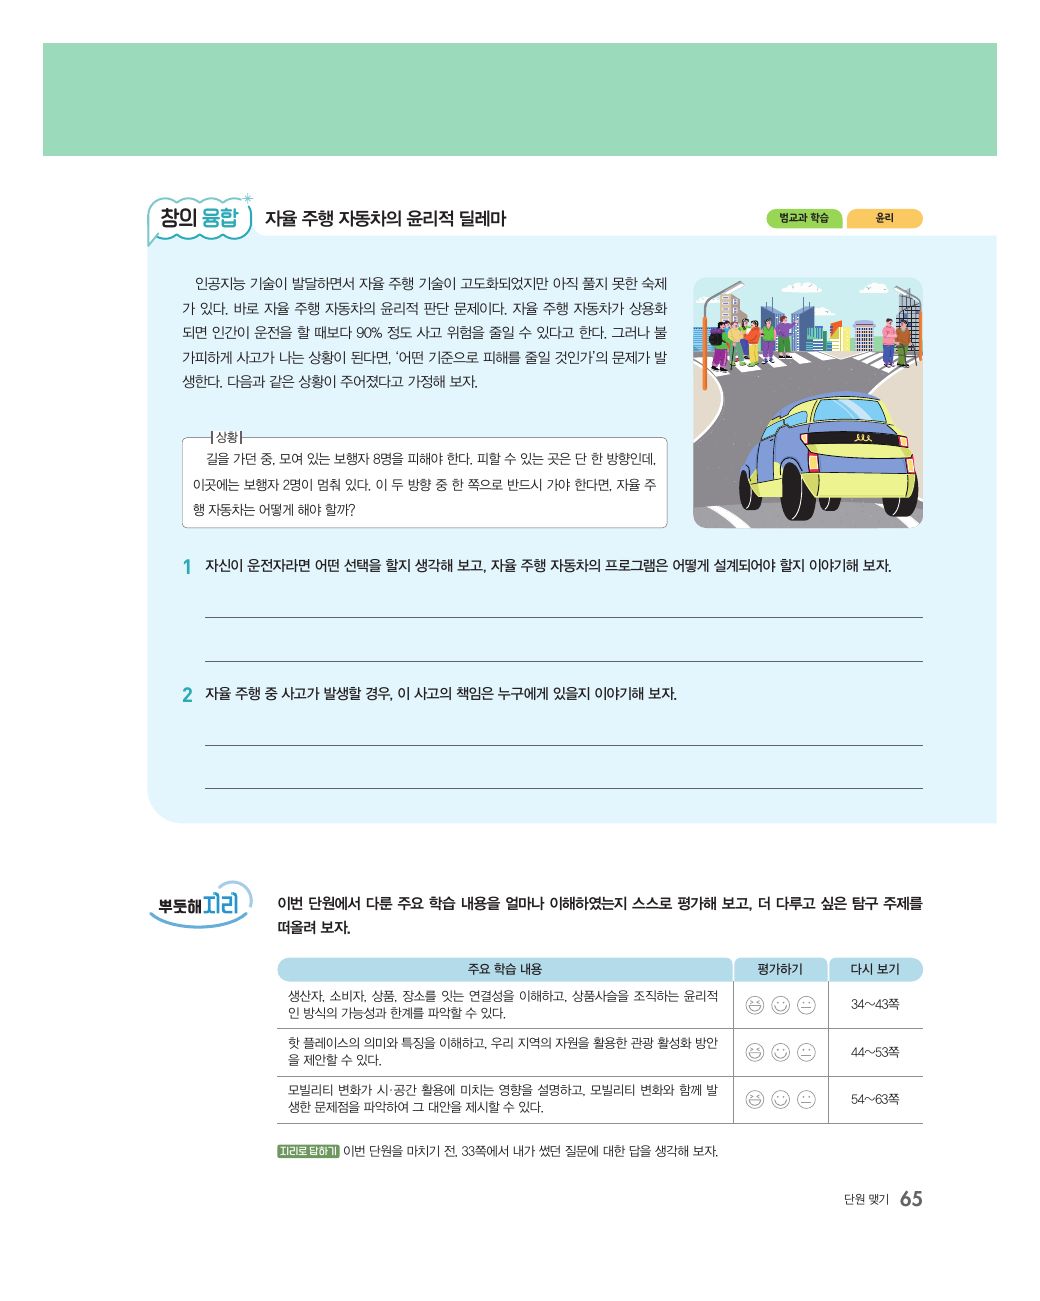 창의 융합
자율 주행 자동차의 윤리적 딜레마
범교과 학습
윤리
인공지능 기술이 발달하면서 자율 주행 기술이 고도화되었지만 아직 풀지 못한 숙제
가 있다. 바로 자율 주행 자동차의 윤리적 판단 문제이다. 자율 주행 자동차가 상용화
되면 인간이 운전을 할 때보다 90% 정도 사고 위험을 줄일 수 있다고 한다. 그러나 불
가피하게 사고가 나는 상황이 된다면, ‘어떤 기준으로 피해를 줄일 것인가’의 문제가 발
생한다. 다음과 같은 상황이 주어졌다고 가정해 보자.
상황
길을 가던 중, 모여 있는 보행자 8명을 피해야 한다. 피할 수 있는 곳은 단 한 방향인데,
이곳에는 보행자 2명이 멈춰 있다. 이 두 방향 중 한 쪽으로 반드시 가야 한다면, 자율 주
행 자동차는 어떻게 해야 할까?
1 자신이 운전자라면 어떤 선택을 할지 생각해 보고, 자율 주행 자동차의 프로그램은 어떻게 설계되어야 할지 이야기해 보자.
2 자율 주행 중 사고가 발생할 경우, 이 사고의 책임은 누구에게 있을지 이야기해 보자.
뿌듯해 지리
이번 단원에서 다룬 주요 학습 내용을 얼마나 이해하였는지 스스로 평가해 보고, 더 다루고 싶은 탐구 주제를
떠올려 보자.
주요 학습 내용
평가하기
다시 보기
생산자, 소비자, 상품, 장소를 잇는 연결성을 이해하고, 상품사슬을 조직하는 윤리적
인 방식의 가능성과 한계를 파악할 수 있다.
34~43쪽
핫 플레이스의 의미와 특징을 이해하고, 우리 지역의 자원을 활용한 관광 활성화 방안
을 제안할 수 있다.
44~53쪽
모빌리티 변화가 시·공간 활용에 미치는 영향을 설명하고, 모빌리티 변화와 함께 발
생한 문제점을 파악하여 그 대안을 제시할 수 있다.
54~63쪽
지리로 답하기 이번 단원을 마치기 전, 33쪽에서 내가 썼던 질문에 대한 답을 생각해 보자.
단원 맺기 65